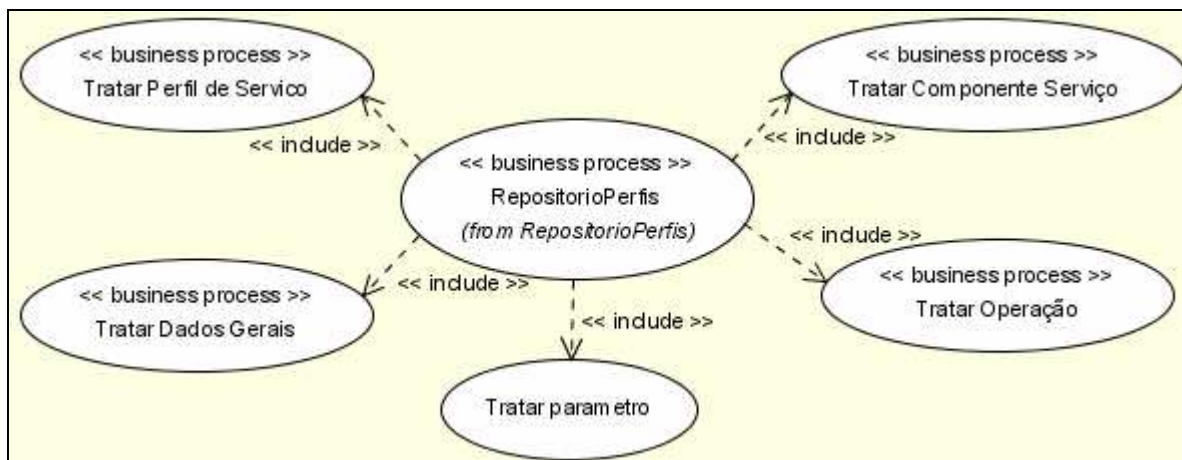 << business process >>
Tratar Perfil de Servico
<< business process >>
Tratar Componente Serviço
<< include >>
<< include >>
<< business process >>
RepositorioPerfis
(from RepositorioPerfis)
<< include >>
<< business process >>
Tratar Dados Gerais
<< include >>
<< business process >>
Tratar Operação
<< include >>
Tratar parametro